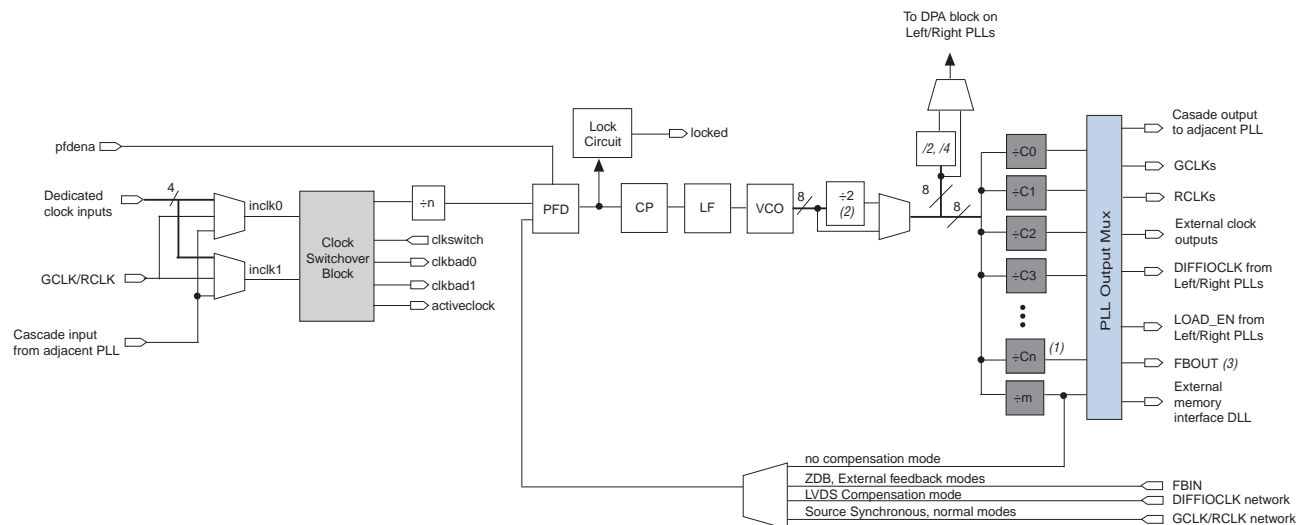 To DPA block on
Left/Right PLLs
Casade output
to adjacent PLL
Lock
Circuit
locked
÷C0
pfdena
/2, /4
GCLKs
4
8
÷2
(2)
8
8
÷C1
RCLKs
Dedicated
clock inputs
inclk0
÷n
PFD
CP
LF
VCO
÷C2
External clock
outputs
Clock
Switchover
Block
clkswitch
clkbad0
clkbad1
activeclock
GCLK/RCLK
inclk1
÷C3
DIFFIOCLK from
Left/Right PLLs
PLL Output Mux
LOAD_EN from
Left/Right PLLs
Cascade input
from adjacent PLL
÷Cn
(1)
FBOUT (3)
÷m
External
memory
interface DLL
no compensation mode
ZDB, External feedback modes
FBIN
LVDS Compensation mode
DIFFIOCLK network
Source Synchronous, normal modes
GCLK/RCLK network